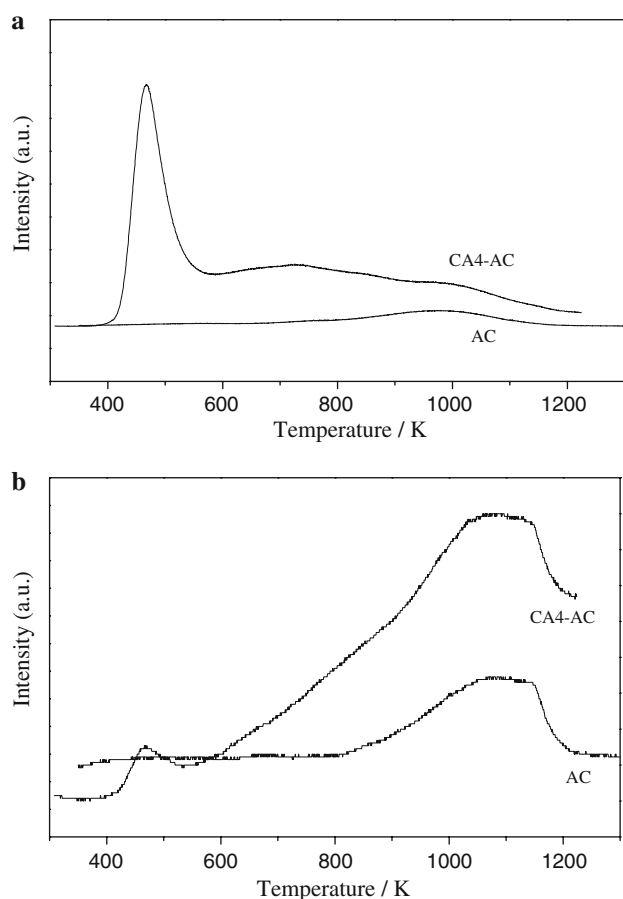 a
Intensity (a.u.)
CA4-AC
AC
400 600 800 1000 1200
Temperature / K
b
Intensity (a.u.)
CA4-AC
AC
400 600 800 1000 1200
Temperature / K